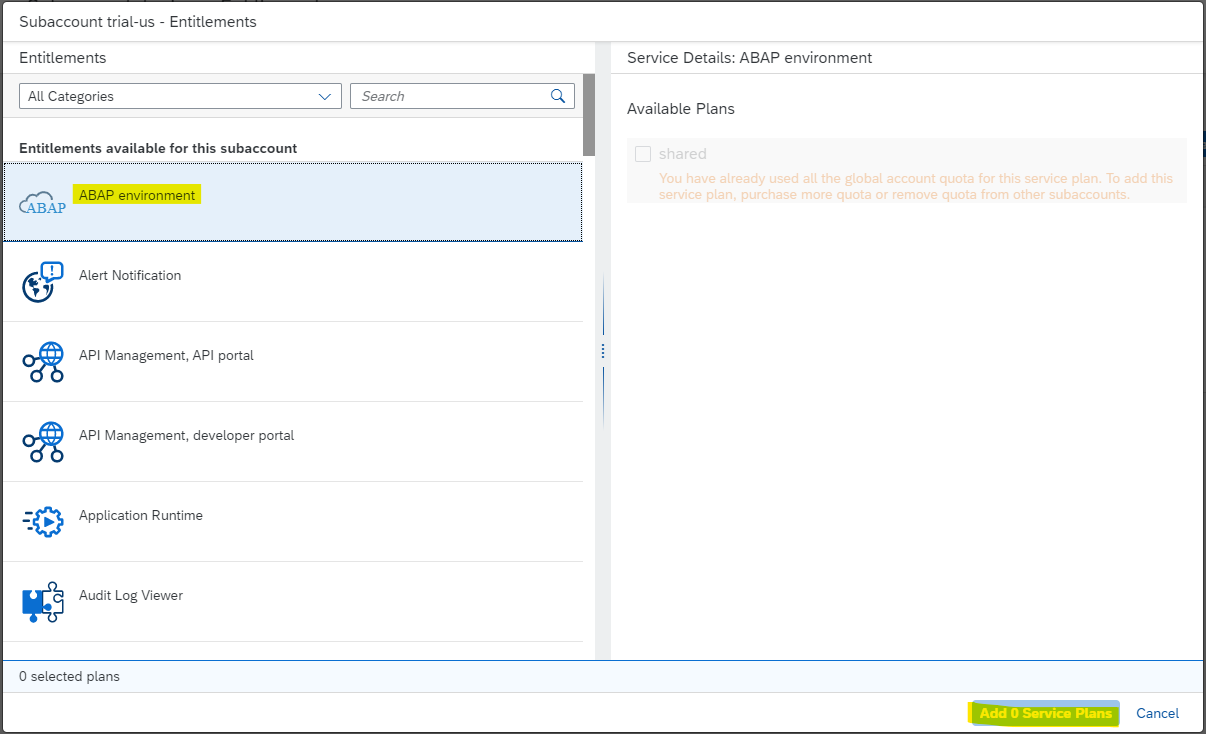 Subaccount trial-us - Entitlements
Entitlements
All Categories
Search
Entitlements available for this subaccount
ABAP
ABAP environment
Alert Notification
API Management, API portal
API Management, developer portal
Application Runtime
Audit Log Viewer
Service Details: ABAP environment
Available Plans
shared
You have already used all the global account quota for this service plan. To add this
service plan, purchase more quota or remove quota from other subaccounts.
0 selected plans
Add 0 Service Plans
Cancel